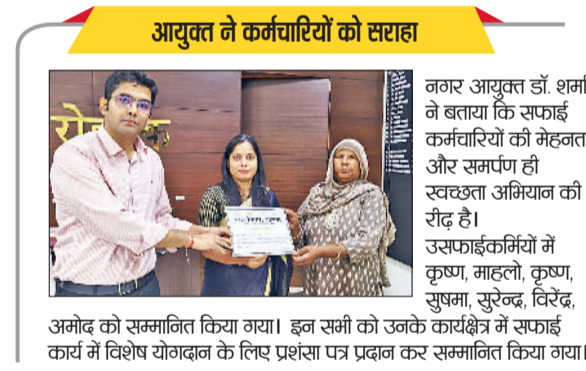 आयुक्त ने कर्मचारियों को सराहा
नगर आयुक्त डॉ. शर्मा
ने बताया कि सफाई
कर्मचारियों की मेहनत
और समर्पण ही
स्वच्छता अभियान की
रीढ़ है।
उसफाईकर्मियों में
कृष्ण, माहलो, कृष्ण,
सुषमा, सुरेन्द्र, विरेंद्र,
अमोद को सम्मानित किया गया। इन सभी को उनके कार्यक्षेत्र में सफाई
कार्य में विशेष योगदान के लिए प्रशंसा पत्र प्रदान कर सम्मानित किया गया।